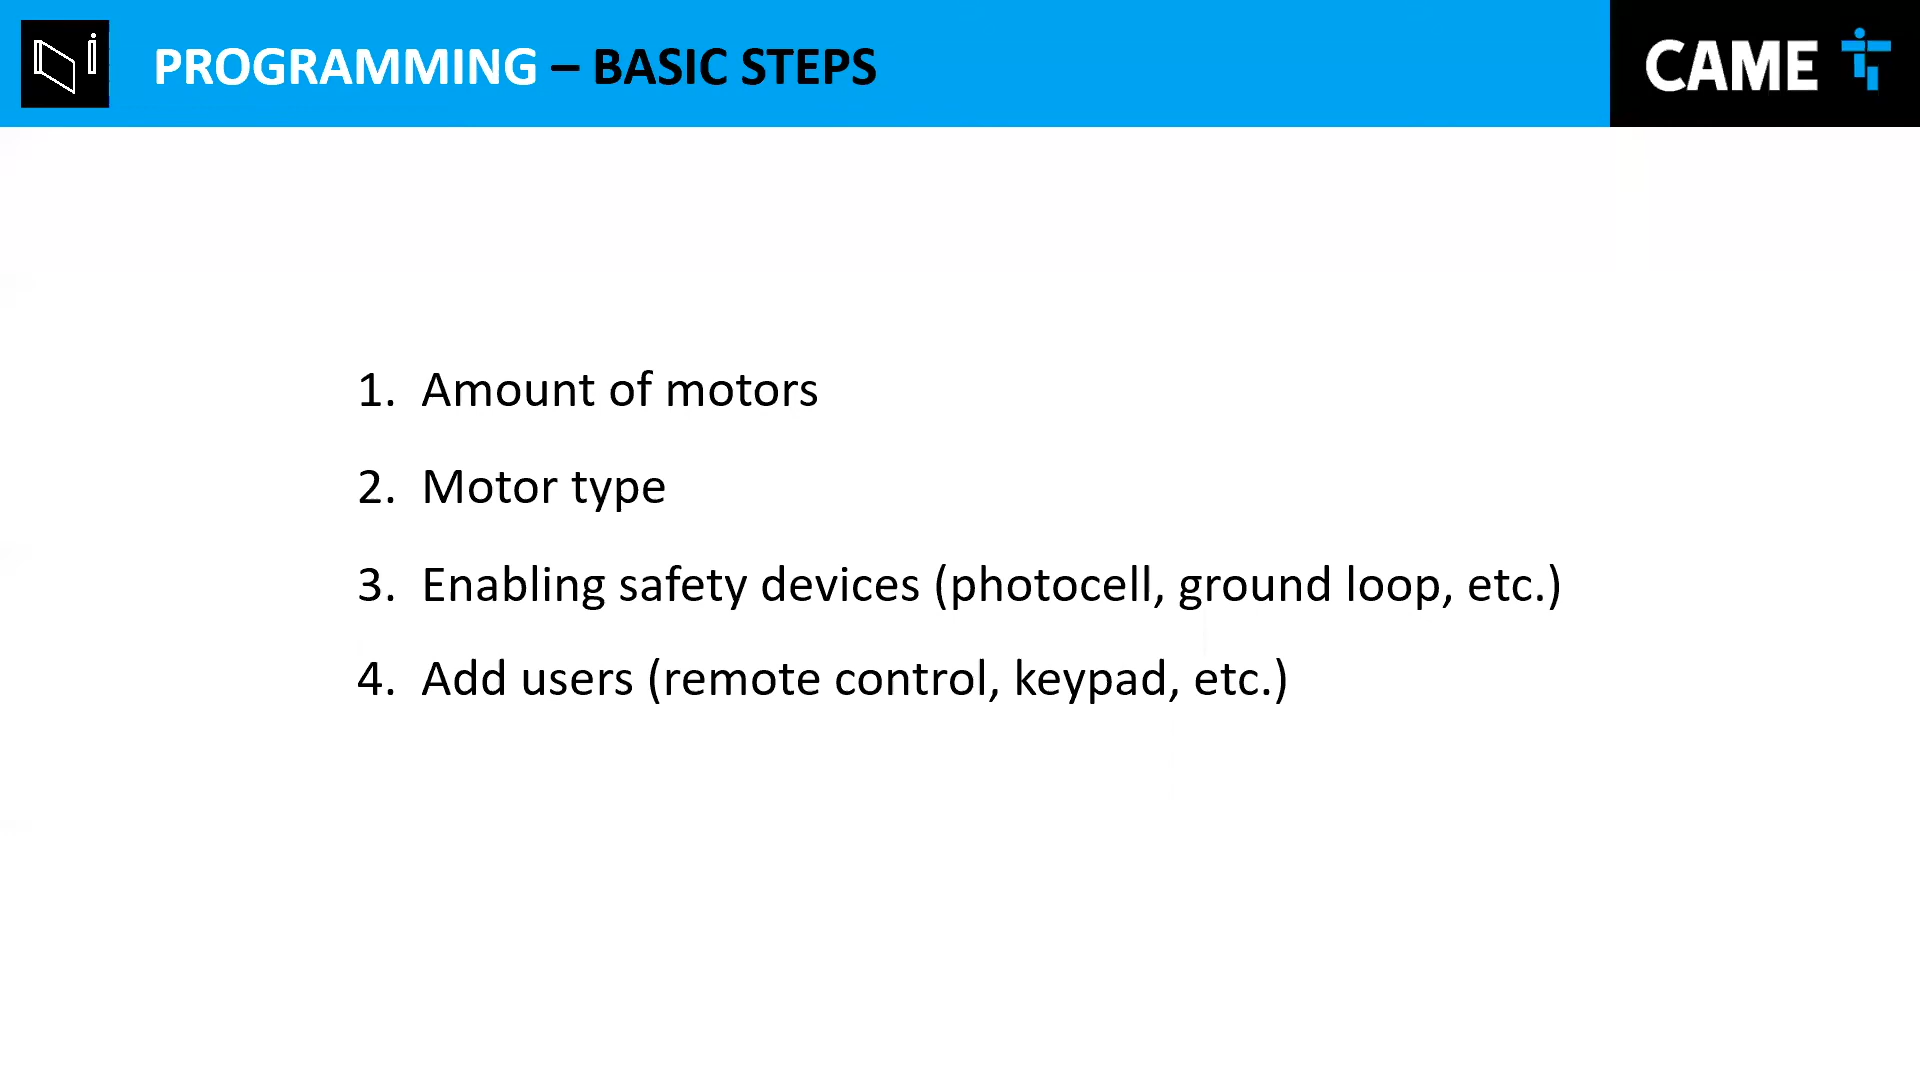 PROGRAMMING – BASIC STEPS
CAME
1. Amount of motors
2. Motor type
3. Enabling safety devices (photocell, ground loop, etc.)
4. Add users (remote control, keypad, etc.)